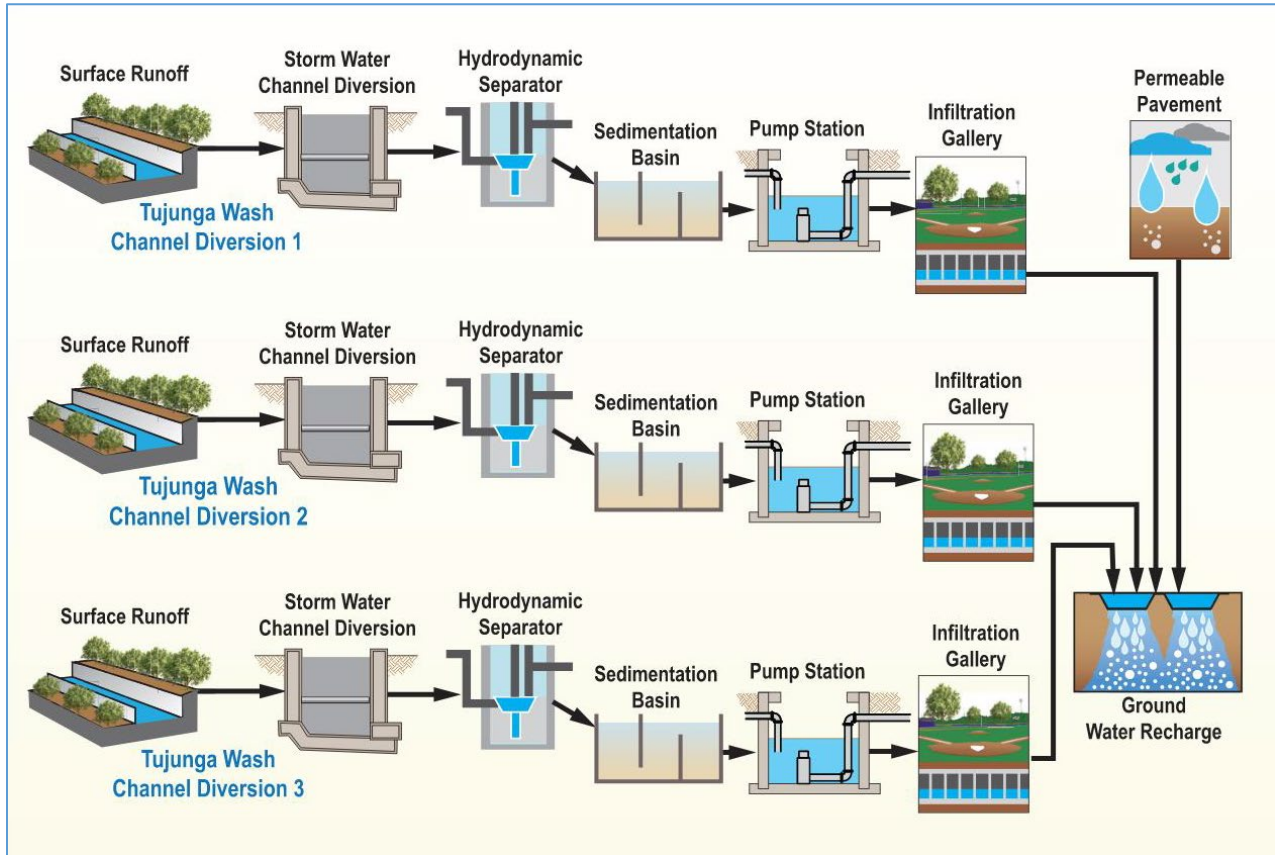 Surface Runoff
Storm Water
Channel Diversion
Hydrodynamic
Separator
Sedimentation
Basin
Pump Station
Infiltration
Gallery
Permeable
Pavement
Tujunga Wash
Channel Diversion 1
Surface Runoff
Storm Water
Channel Diversion
Hydrodynamic
Separator
Sedimentation
Basin
Pump Station
Infiltration
Gallery
Tujunga Wash
Channel Diversion 2
Surface Runoff
Storm Water
Channel Diversion
Hydrodynamic
Separator
Sedimentation
Basin
Pump Station
Infiltration
Gallery
Ground
Water Recharge
Tujunga Wash
Channel Diversion 3